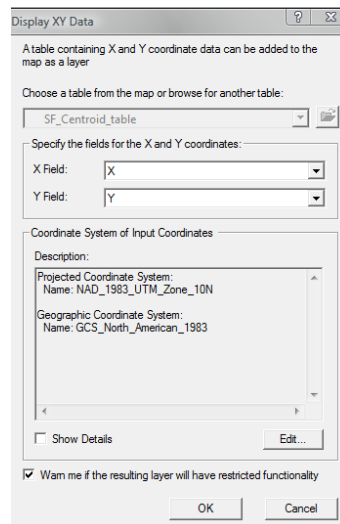 Display XY Data
A table containing X and Y coordinate data can be added to the
map as a layer
Choose a table from the map or browse for another table:
SF_Centroid_table
Specify the fields for the X and Y coordinates:
X Field:
X
Y Field:
Y
Coordinate System of Input Coordinates
Description:
Projected Coordinate System:
Name: NAD_1983_UTM_Zone_10N
Geographic Coordinate System:
Name: GCS_North_American_1983
Show Details
Edit...
Warn me if the resulting layer will have restricted functionality
OK
Cancel